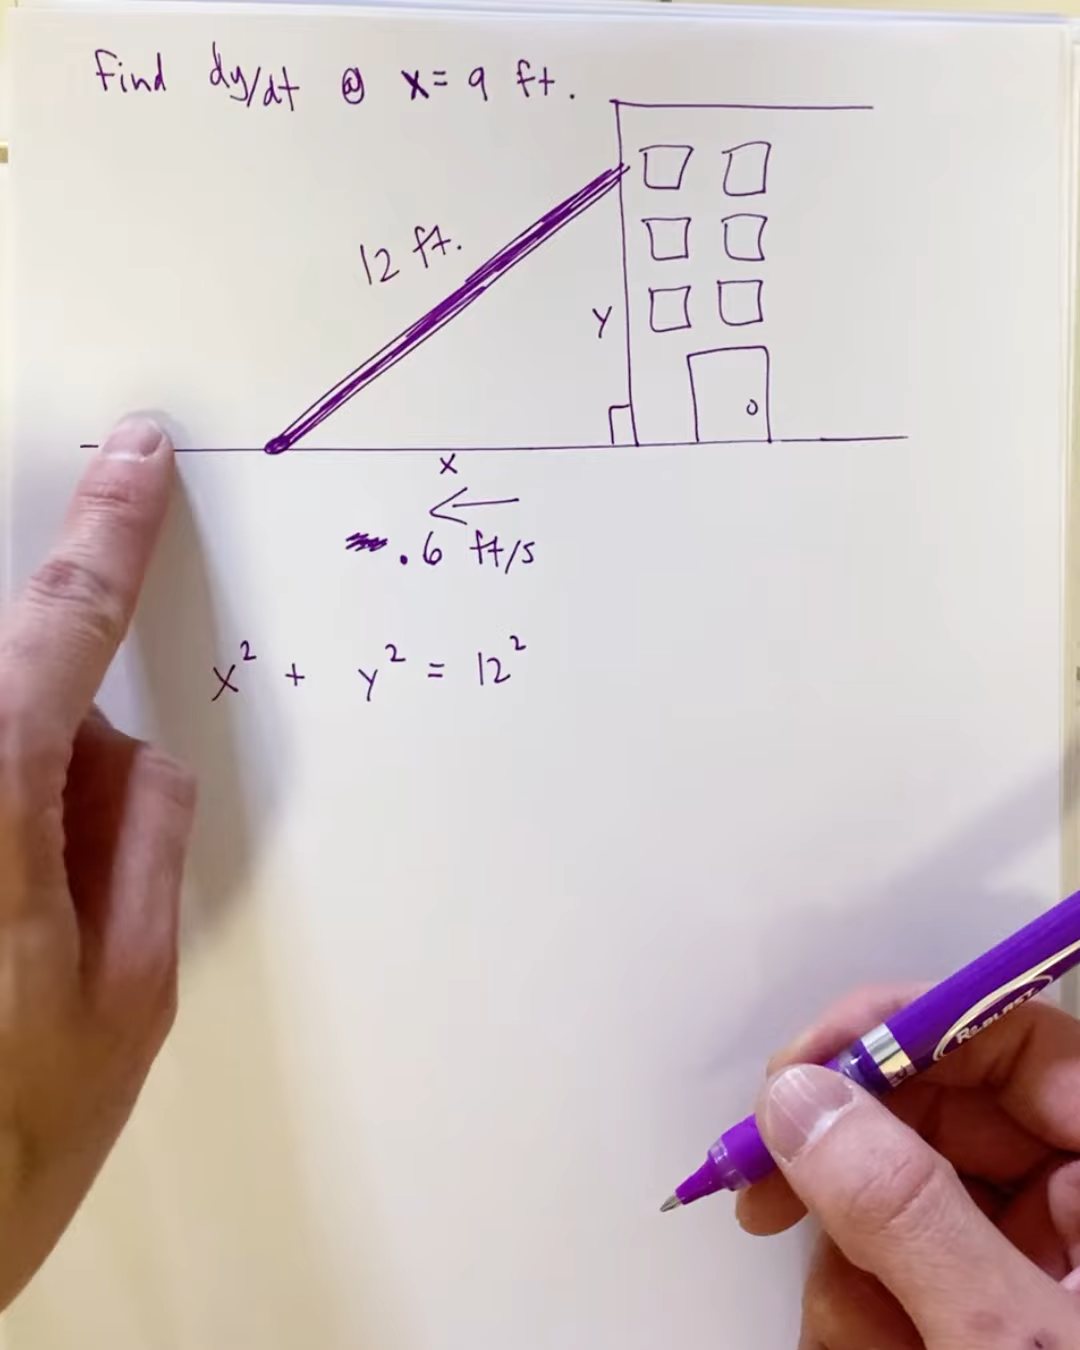 Find dy/dt @ x = 9 ft.
12 ft.
y
x
.6 ft/s
x² + y² = 12²